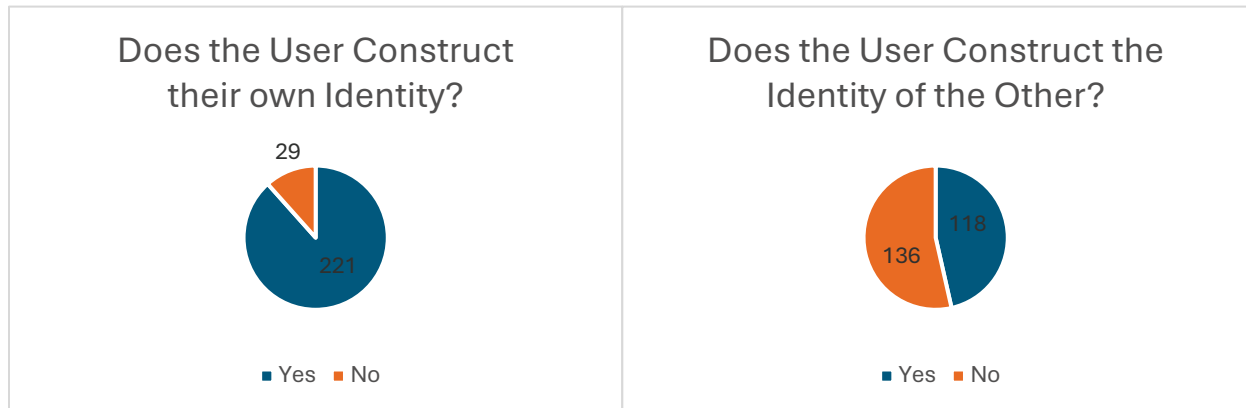 Does the User Construct
their own Identity?
29
221
Yes No
Does the User Construct the
Identity of the Other?
118
136
Yes No